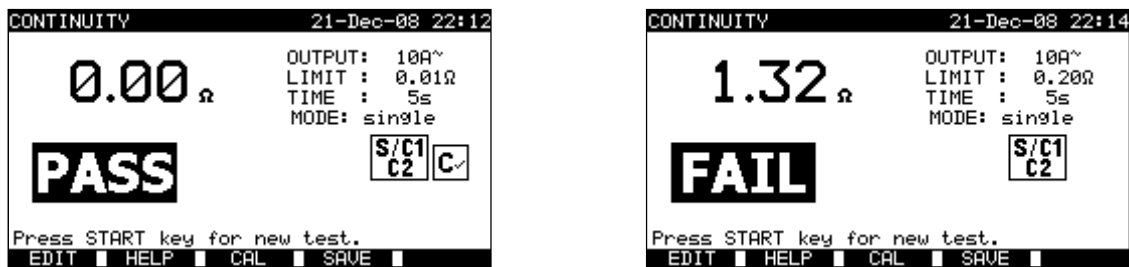 CONTINUITY 21-Dec-08 22:12
0.00 Ω
OUTPUT: 10A~
LIMIT : 0.01Ω
TIME : 5s
MODE: single
PASS
S/C1
C2
C✓
Press START key for new test.
EDIT HELP CAL SAVE
CONTINUITY 21-Dec-08 22:14
1.32 Ω
OUTPUT: 10A~
LIMIT : 0.20Ω
TIME : 5s
MODE: single
FAIL
S/C1
C2
Press START key for new test.
EDIT HELP CAL SAVE